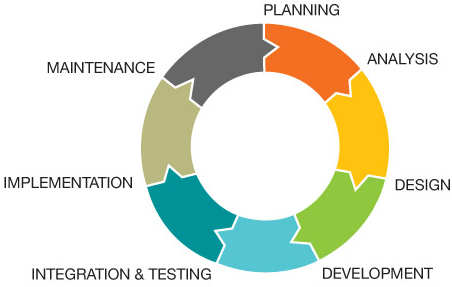 PLANNING
ANALYSIS
DESIGN
DEVELOPMENT
INTEGRATION & TESTING
IMPLEMENTATION
MAINTENANCE